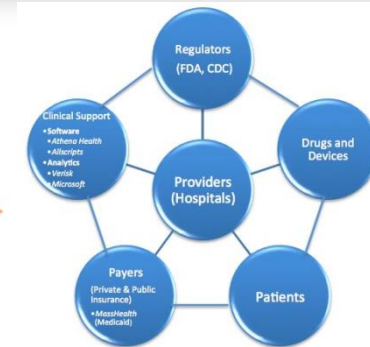 Regulators
(FDA, CDC)
Clinical Support
•Software
•Athena Health
•Allscripts
•Analytics
•Verisk
•Microsoft
Drugs and
Devices
Providers
(Hospitals)
Payers
(Private & Public
Insurance)
•MassHealth
(Medicaid)
Patients